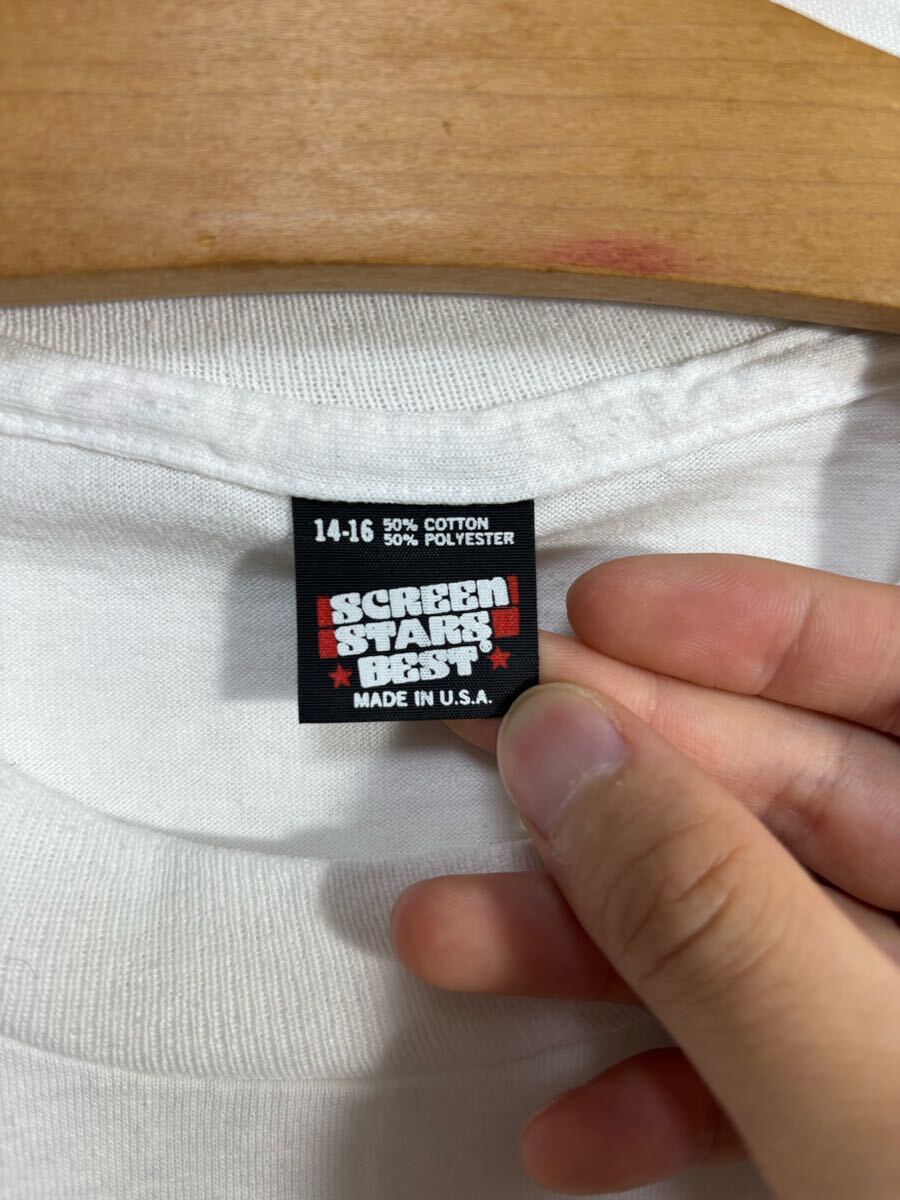 14-16 50% COTTON
50% POLYESTER
SCREEN
STARS
BEST®
MADE IN U.S.A.